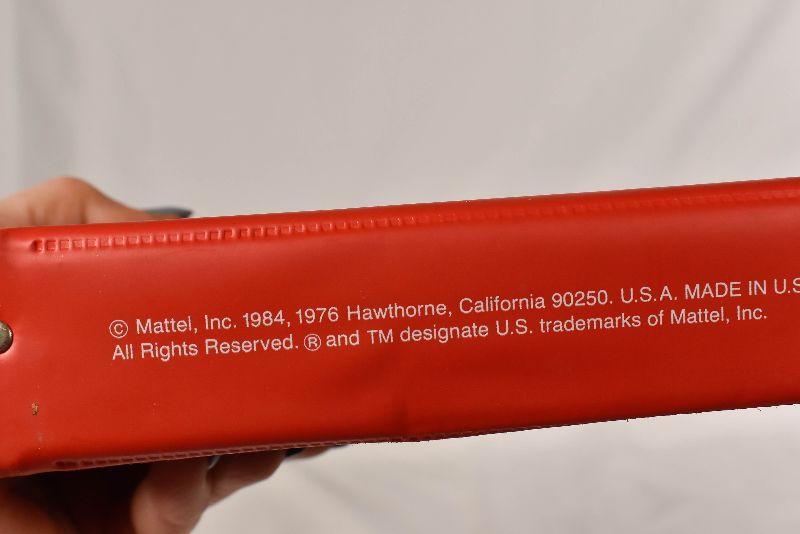 © Mattel, Inc. 1984, 1976 Hawthorne, California 90250. U.S.A. MADE IN U.S
All Rights Reserved. ® and TM designate U.S. trademarks of Mattel, Inc.